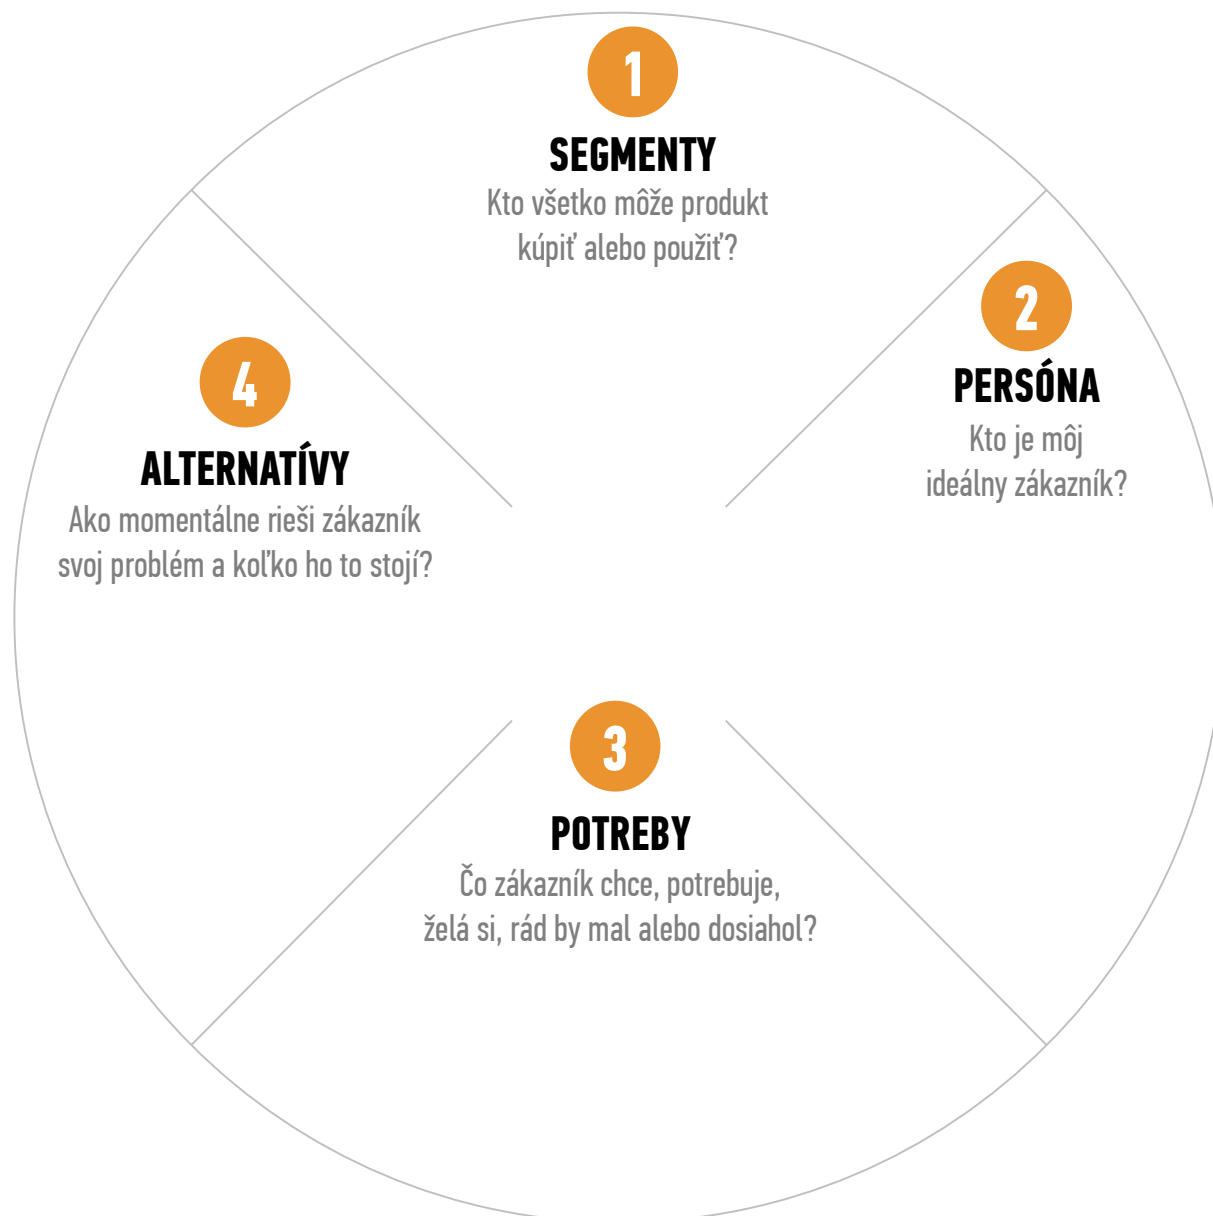 1
SEGMENTY
Kto všetko môže produkt
kúpiť alebo použiť?
2
PERSÓNA
Kto je môj
ideálny zákazník?
3
POTREBY
Čo zákazník chce, potrebuje,
želá si, rád by mal alebo dosiahol?
4
ALTERNATÍVY
Ako momentálne rieši zákazník
svoj problém a koľko ho to stojí?